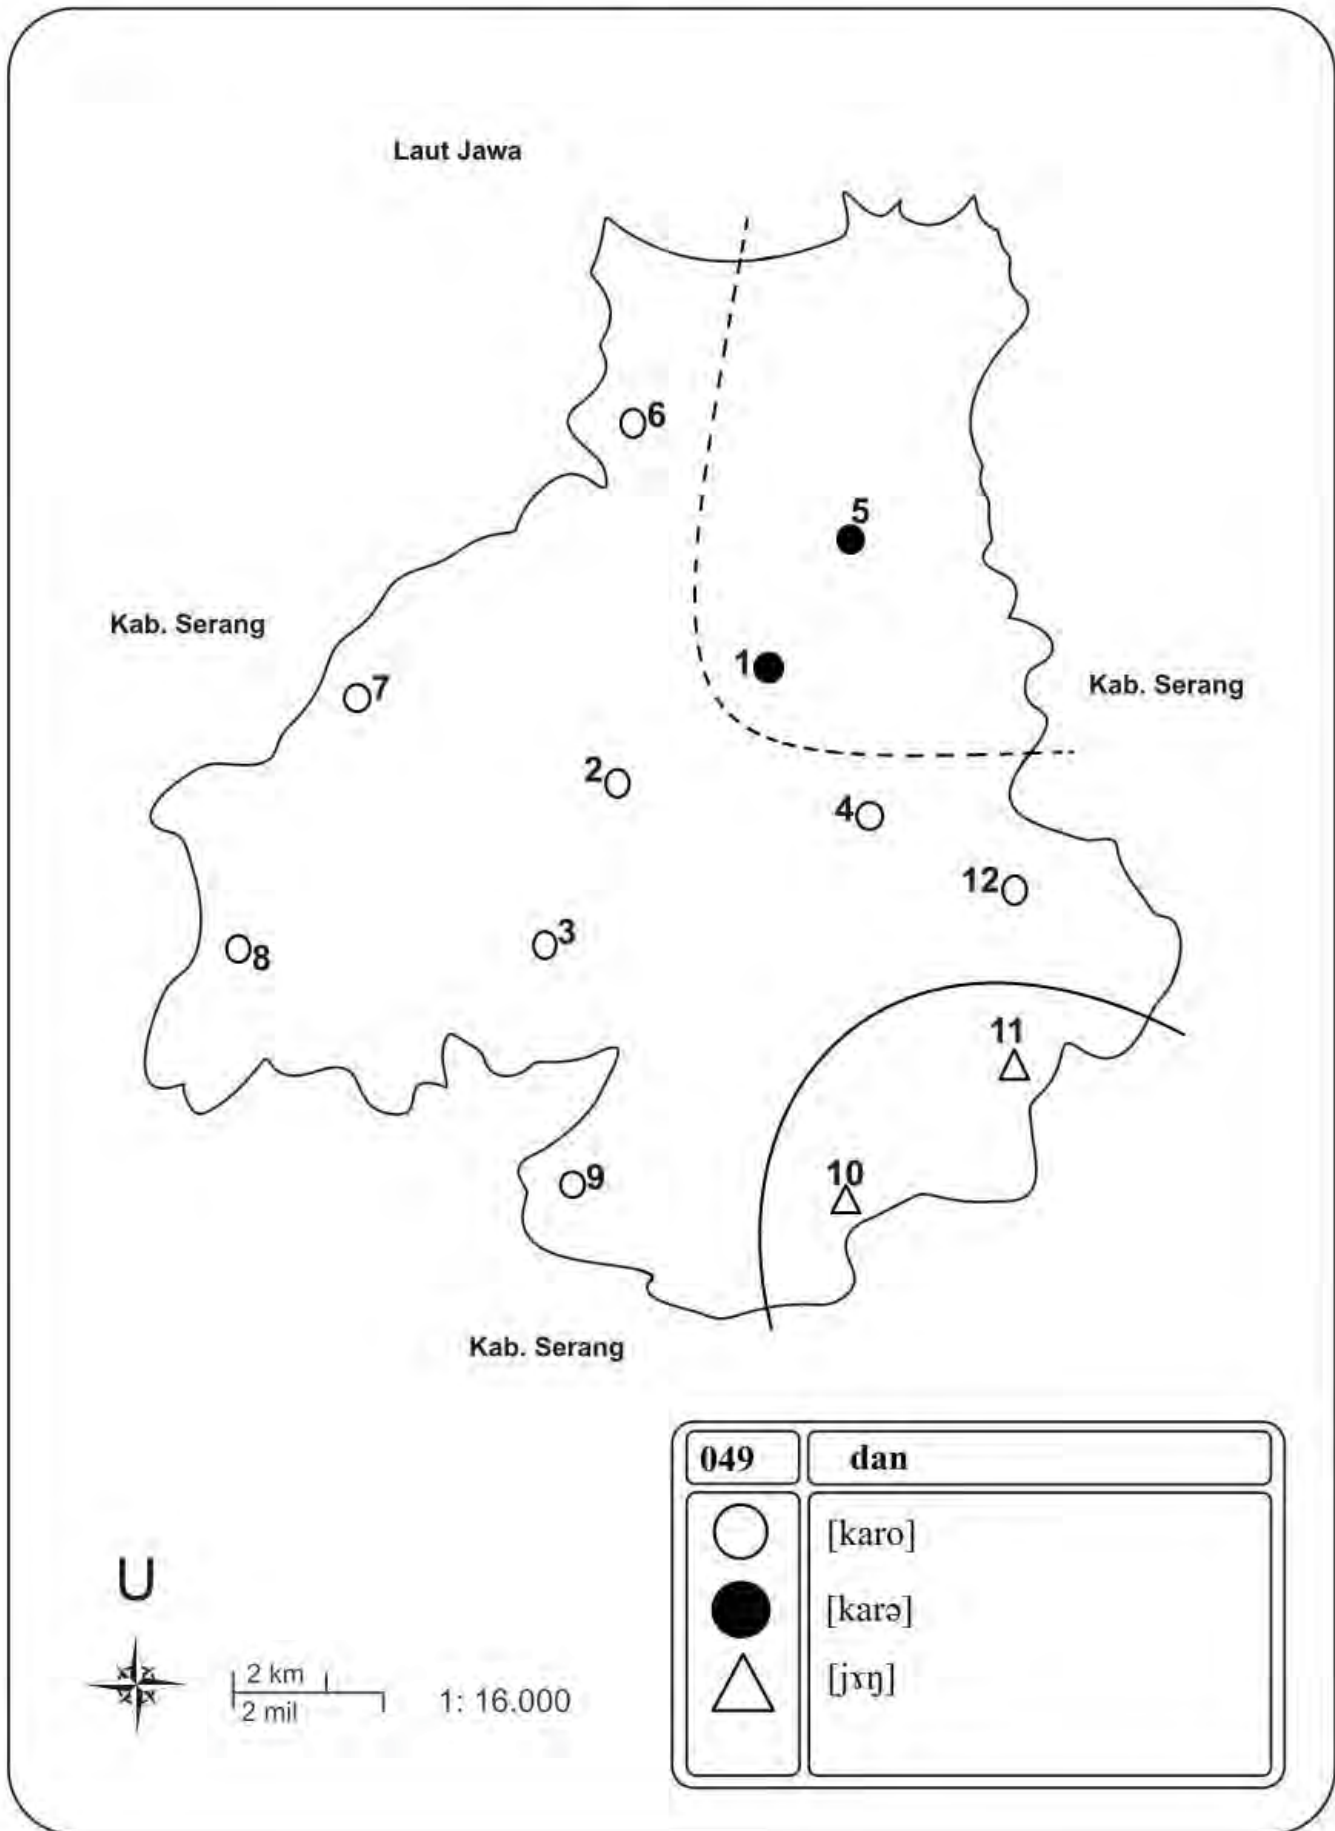 Laut Jawa
6
5
Kab. Serang
1
7
Kab. Serang
2
4
12
3
8
11
10
9
Kab. Serang
049 dan
[karo]
[karə]
[jɤŋ]
U
2 km
2 mil
1: 16.000